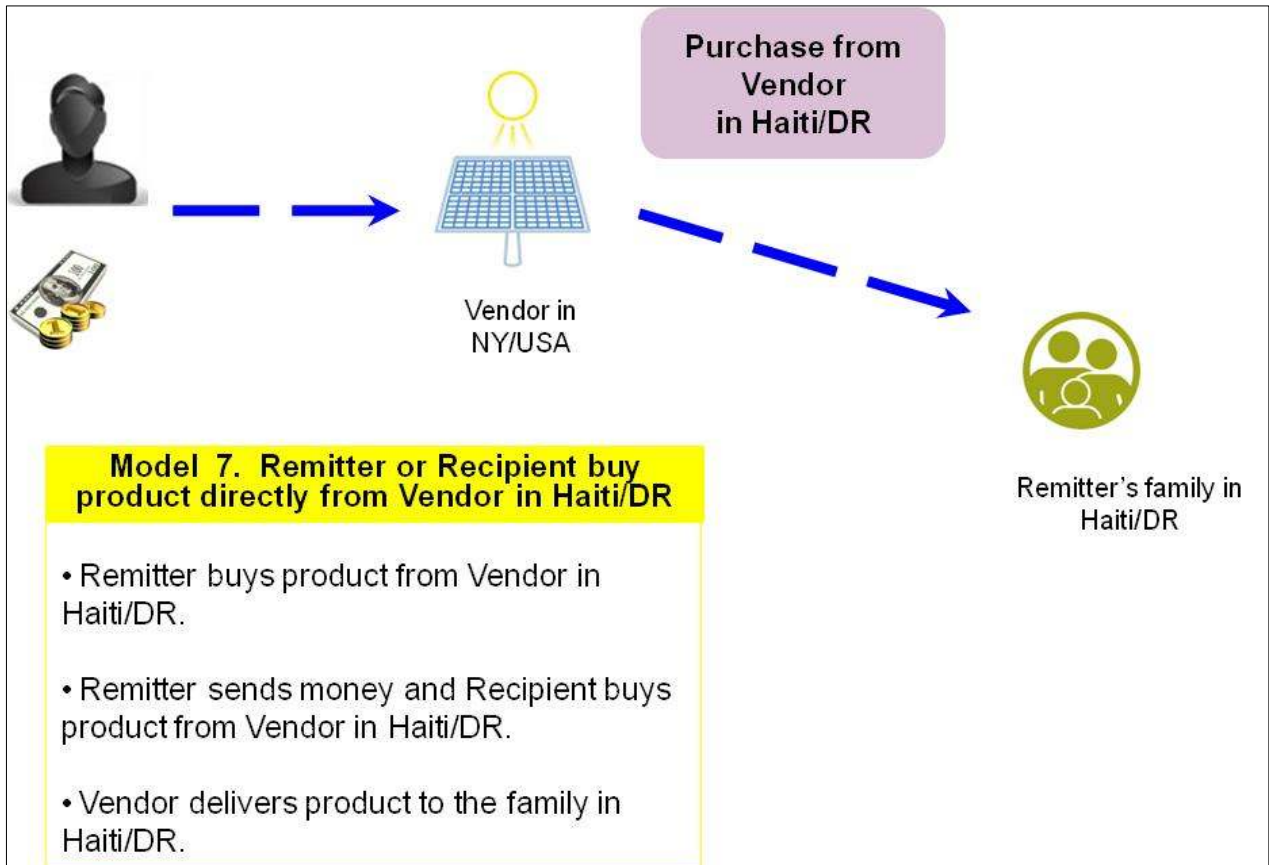 Purchase from
Vendor
in Haiti/DR
Vendor in
NY/USA
Remitter's family in
Haiti/DR
Model 7. Remitter or Recipient buy
product directly from Vendor in Haiti/DR
• Remitter buys product from Vendor in
Haiti/DR.
• Remitter sends money and Recipient buys
product from Vendor in Haiti/DR.
• Vendor delivers product to the family in
Haiti/DR.